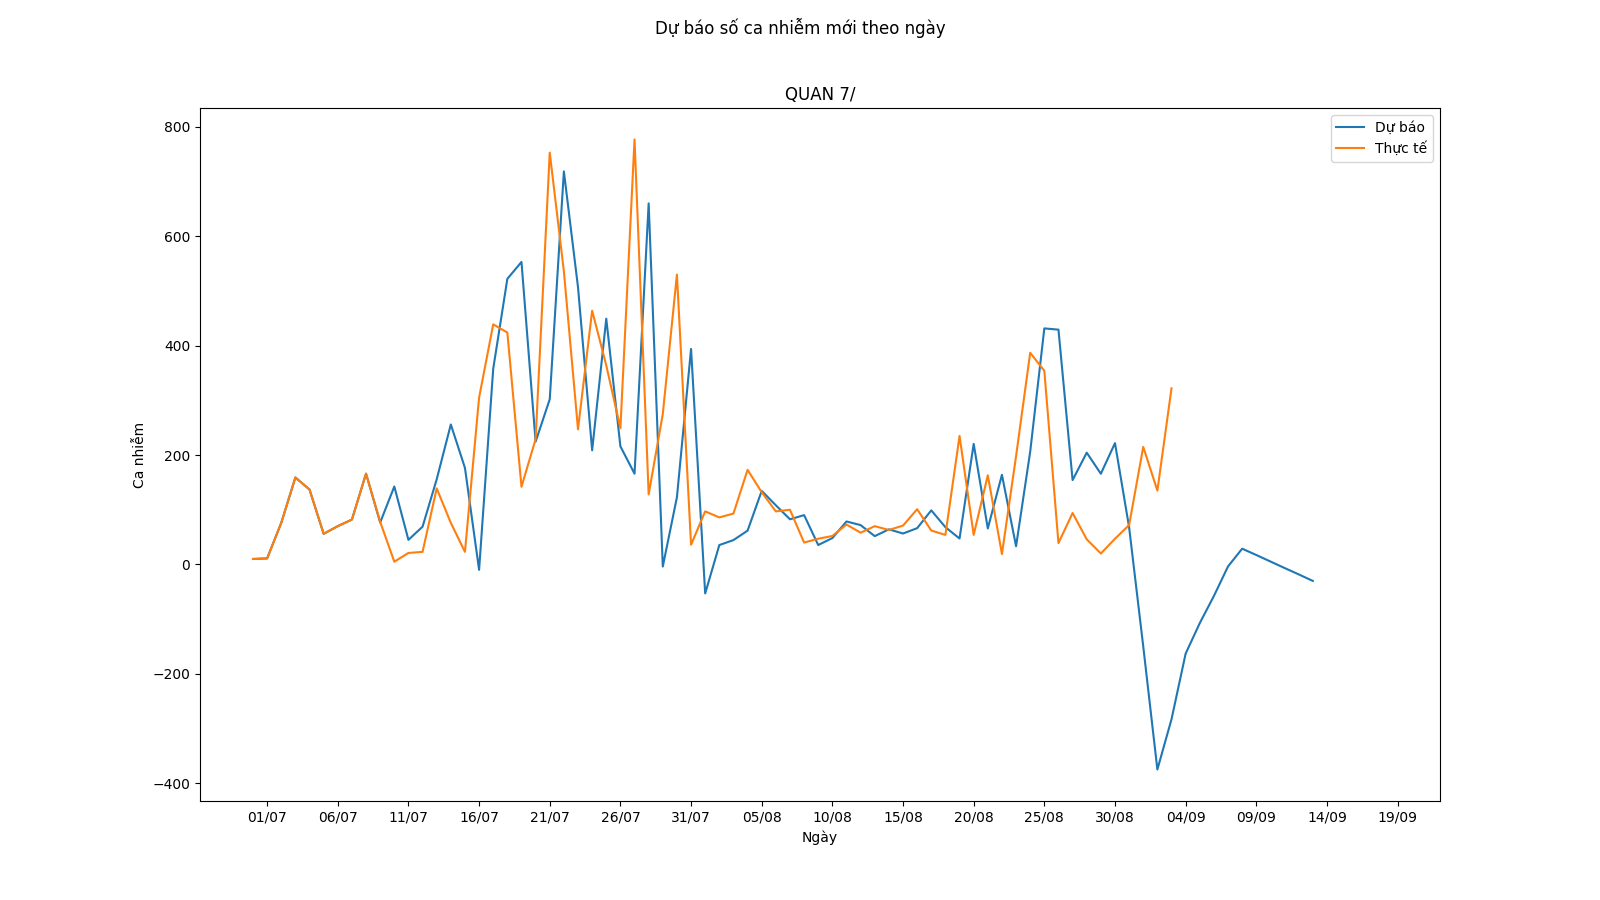 Dự báo số ca nhiễm mới theo ngày
QUAN 7/
Dự báo
Thực tế
800
600
400
200
0
−200
−400
Ca nhiễm
01/07 06/07 11/07 16/07 21/07 26/07 31/07 05/08 10/08 15/08 20/08 25/08 30/08 04/09 09/09 14/09 19/09
Ngày